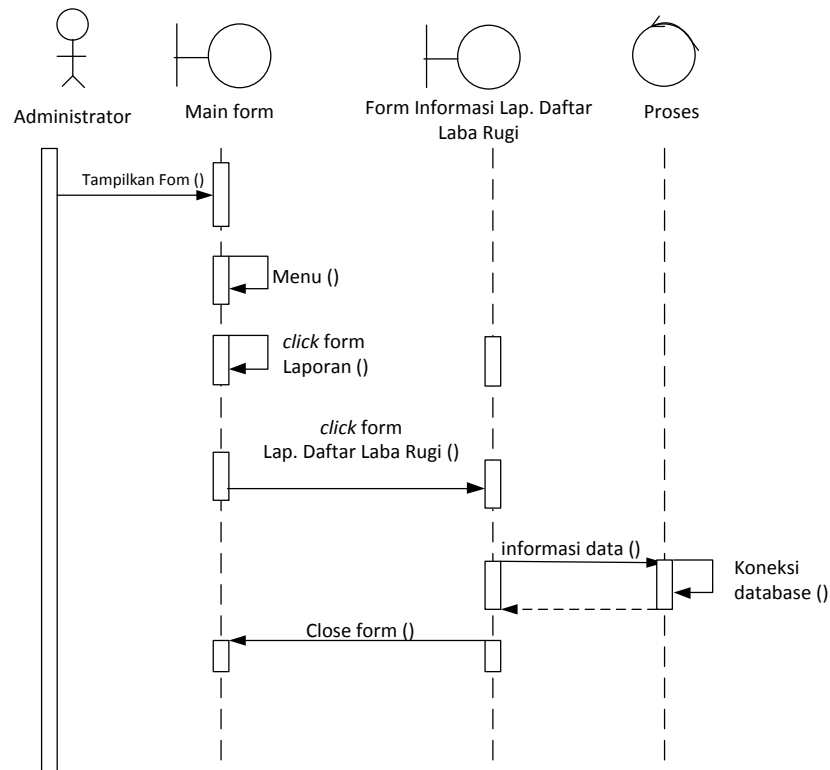 Administrator
Main form
Form Informasi Lap. Daftar
Laba Rugi
Proses
Tampilkan Fom ()
Menu ()
click form
Laporan ()
click form
Lap. Daftar Laba Rugi ()
informasi data ()
Koneksi
database ()
Close form ()